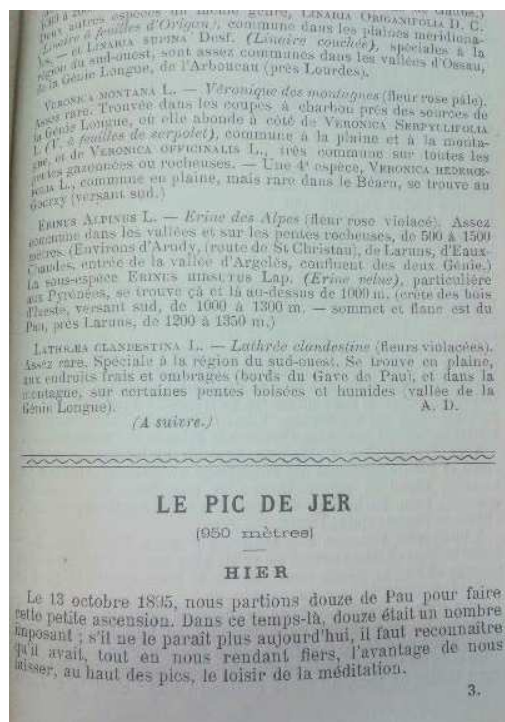 Deux autres espèces du même genre, LINARIA ORIGANIFOLIA D. C.
(Linaire à feuilles d'Origan), commune dans les plaines méridiona-
les, — et LINARIA SUPINA Desf. (Linaire couchée), spéciales à la
région du sud-ouest, sont assez communes dans les vallées d'Ossau,
de la Génie Longue, de l'Arboucau (près Lourdes).
VERONICA MONTANA L. — Véronique des montagnes (fleur rose pâle).
Assez rare. Trouvée dans les coupes à charbon près des sources de
la Génie Longue, où elle abonde à côté de VERONICA SERPYLIFOLIA
L (V. à feuilles de serpolet), commune à la plaine et à la monta-
gne, et de VERONICA OFFICINALIS L., très commune sur toutes les
pentes gazonnées ou rocheuses. — Une 4e espèce, VERONICA HEDERŒ-
FOLIA L., commune en plaine, mais rare dans le Béarn, se trouve au
(versant sud.)
ERINUS ALPINUS L. — Erine des Alpes (fleur rose violacé). Assez
commune dans les vallées et sur les pentes rocheuses, de 500 à 1500
mètres. (Environs d'Arudy, (route de St Christau), de Laruns, d'Eaux-
Chaudes, entrée de la vallée d'Argelès, confluent des deux Génie.)
La sous-espèce ERINUS HIRSUTUS Lap. (Erine velue), particulière
aux Pyrénées, se trouve çà et là au-dessus de 1000 m. (crête des bois
d'Izeste, versant sud, de 1000 à 1300 m. — sommet et flanc est du
Pau, près Laruns, de 1200 à 1350 m.)
LATHRÆA CLANDESTINA L. — Lathrée clandestine (fleurs violacées).
Assez rare. Spéciale à la région du sud-ouest. Se trouve en plaine,
aux endroits frais et ombragés (bords du Gave de Pau), et dans la
montagne, sur certaines pentes boisées et humides (vallée de la
Génie Longue). A. D.
(A suivre.)
LE PIC DE JER
(950 mètres)
HIER
Le 13 octobre 1895, nous partions douze de Pau pour faire
cette petite ascension. Dans ce temps-là, douze était un nombre
imposant ; s'il ne le paraît plus aujourd'hui, il faut reconnaître
qu'il avait, tout en nous rendant fiers, l'avantage de nous
laisser, au haut des pics, le loisir de la méditation.
3.